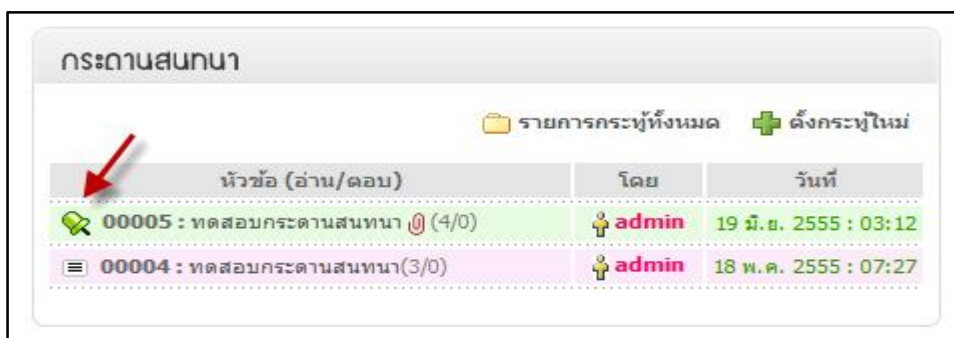 กระดานสนทนา
รายการกระทู้ทั้งหมด ตั้งกระทู้ใหม่
หัวข้อ (อ่าน/ตอบ) โดย วันที่
00005 : ทดสอบกระดานสนทนา (4/0) admin 19 มิ.ย. 2555 : 03:12
00004 : ทดสอบกระดานสนทนา(3/0) admin 18 พ.ค. 2555 : 07:27